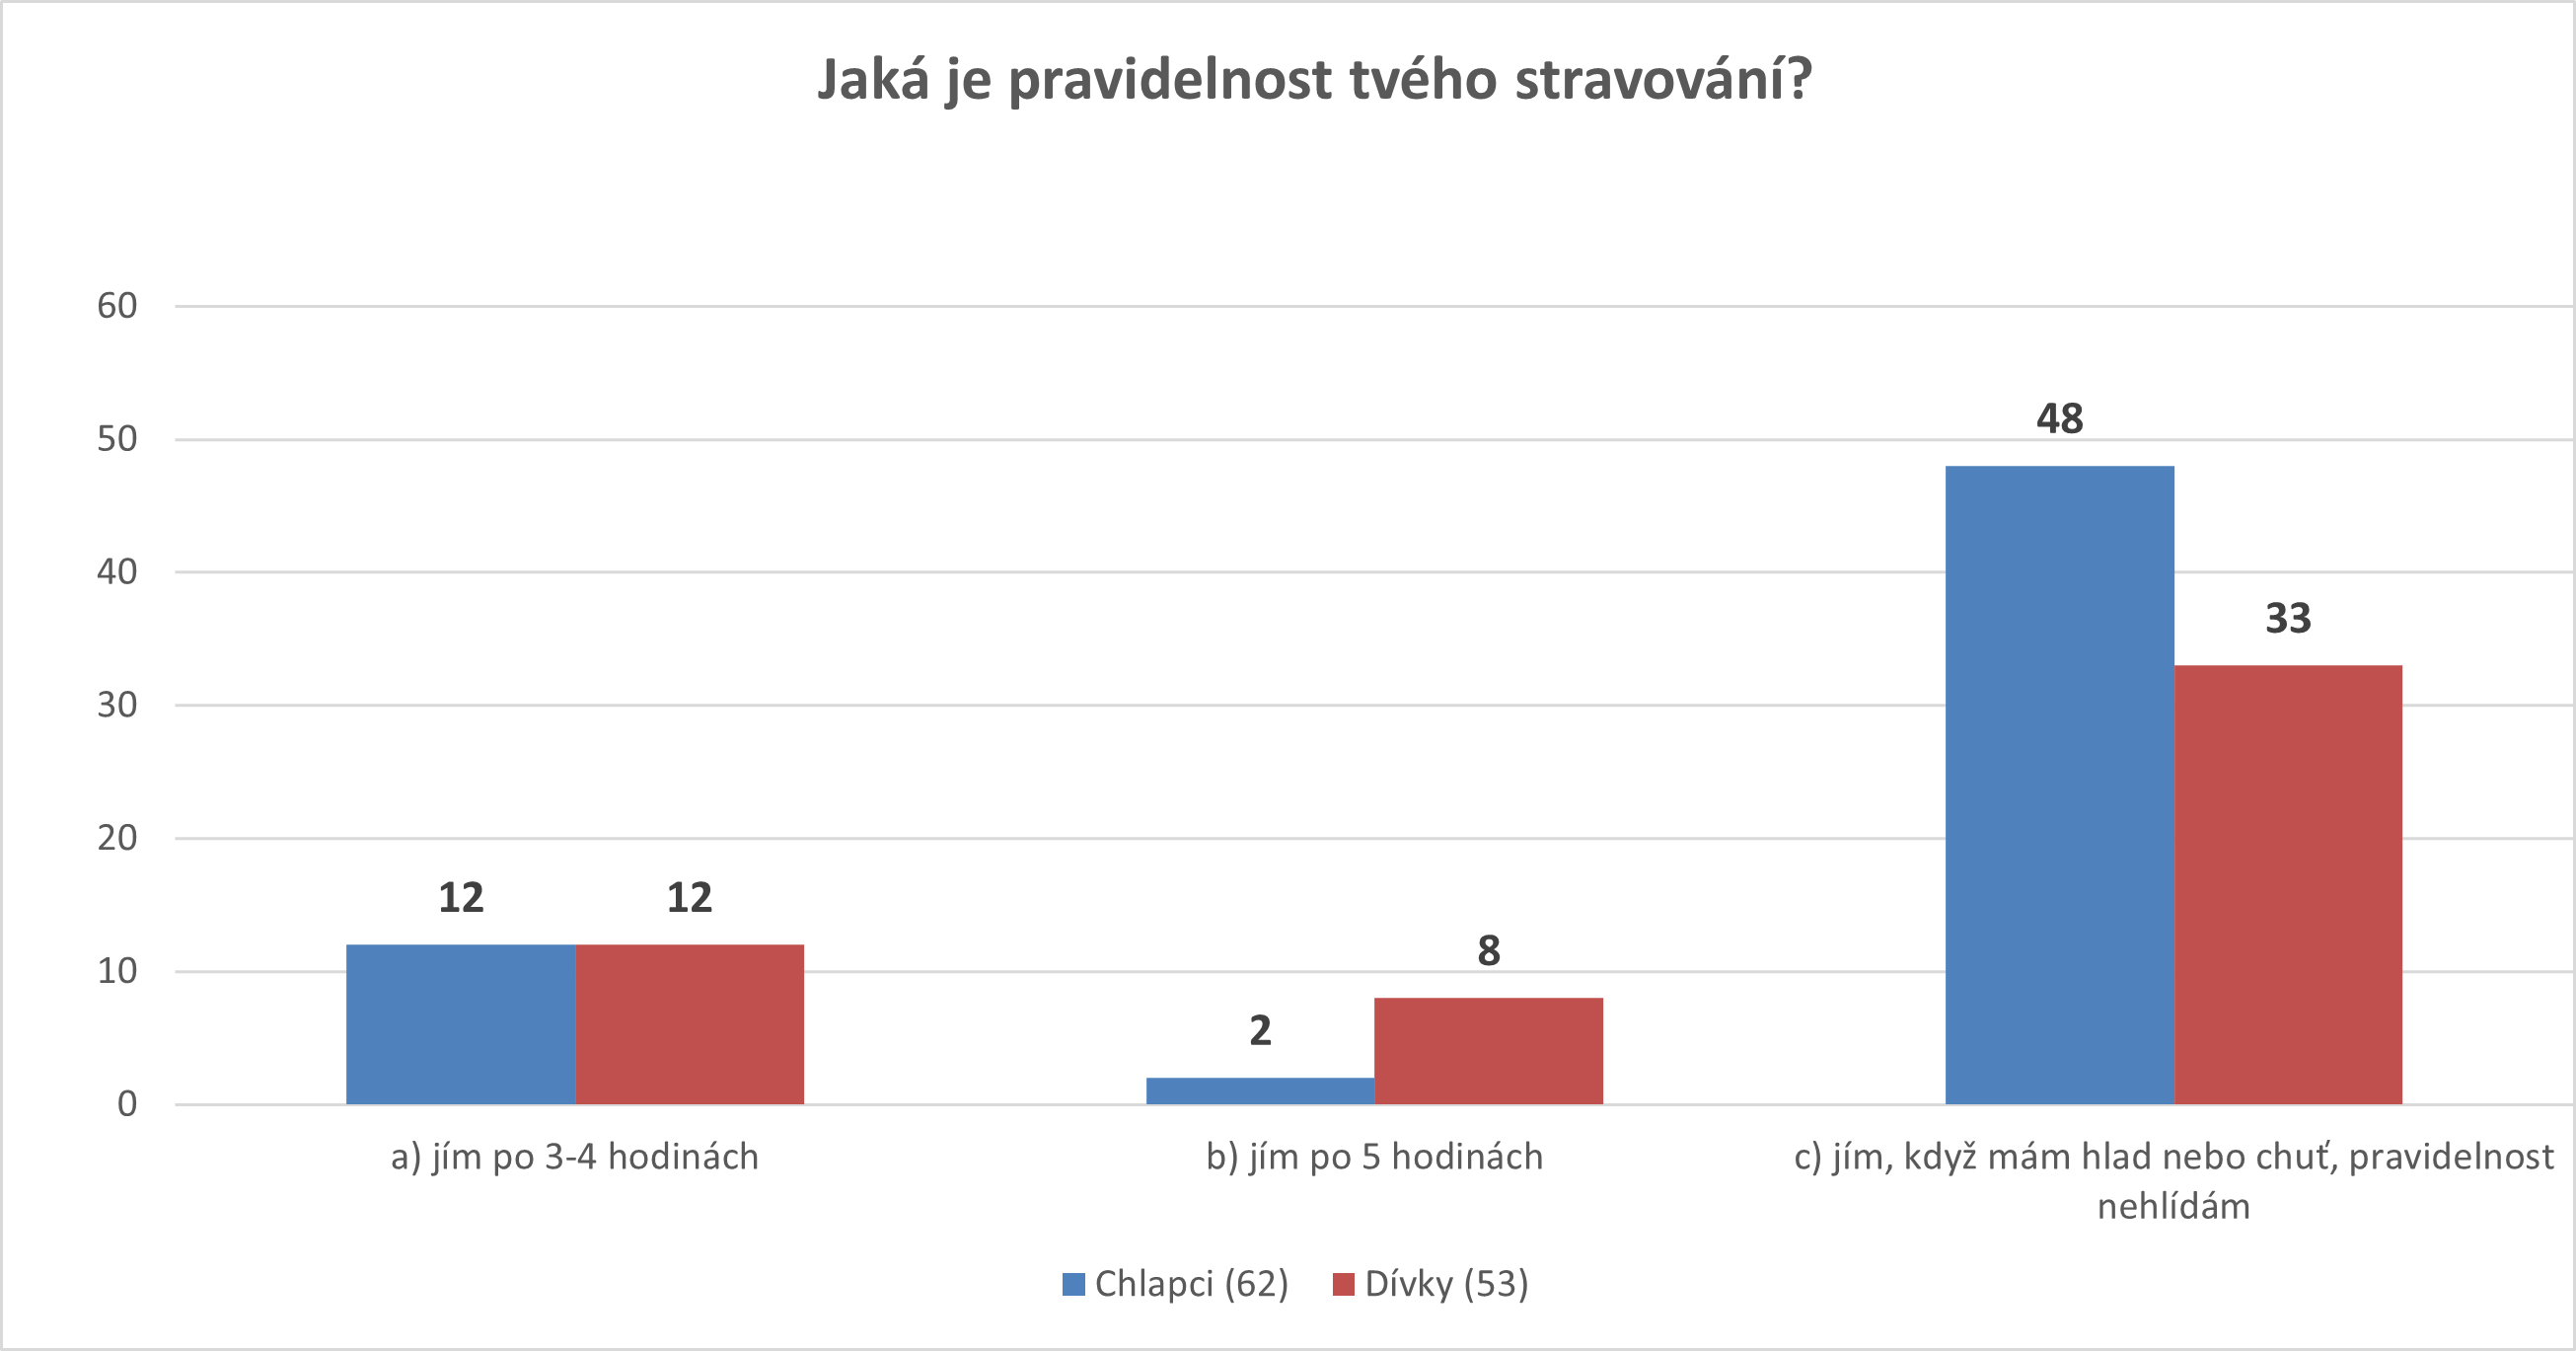 Jaká je pravidelnost tvého stravování?
60
50
40
30
20
10
0
48
33
12
12
8
2
a) jím po 3-4 hodinách
b) jím po 5 hodinách
c) jím, když mám hlad nebo chuť, pravidelnost
nehlídám
Chlapci (62)
Dívky (53)